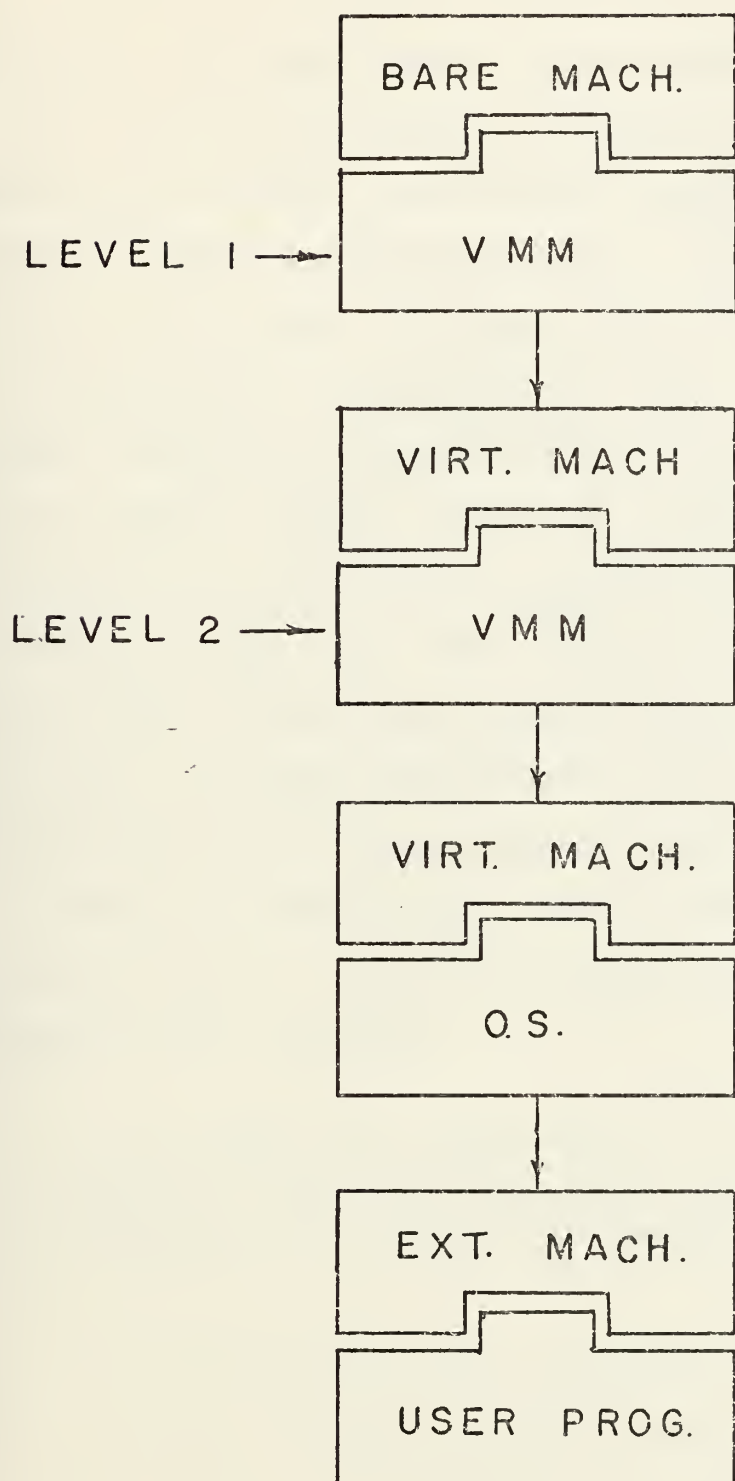 BARE MACH.
LEVEL 1
VMM
VIRT. MACH
LEVEL 2
VMM
VIRT. MACH.
O.S.
EXT. MACH.
USER PROG.